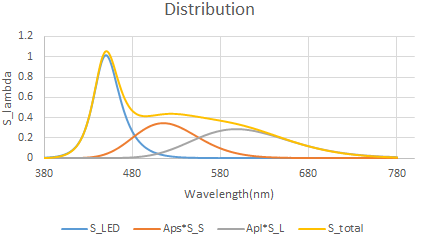 Distribution
1.2
1
0.8
0.6
0.4
0.2
0
S_lambda
380 480 580 680 780
Wavelength(nm)
S_LED Aps*S_S Apl*S_L S_total